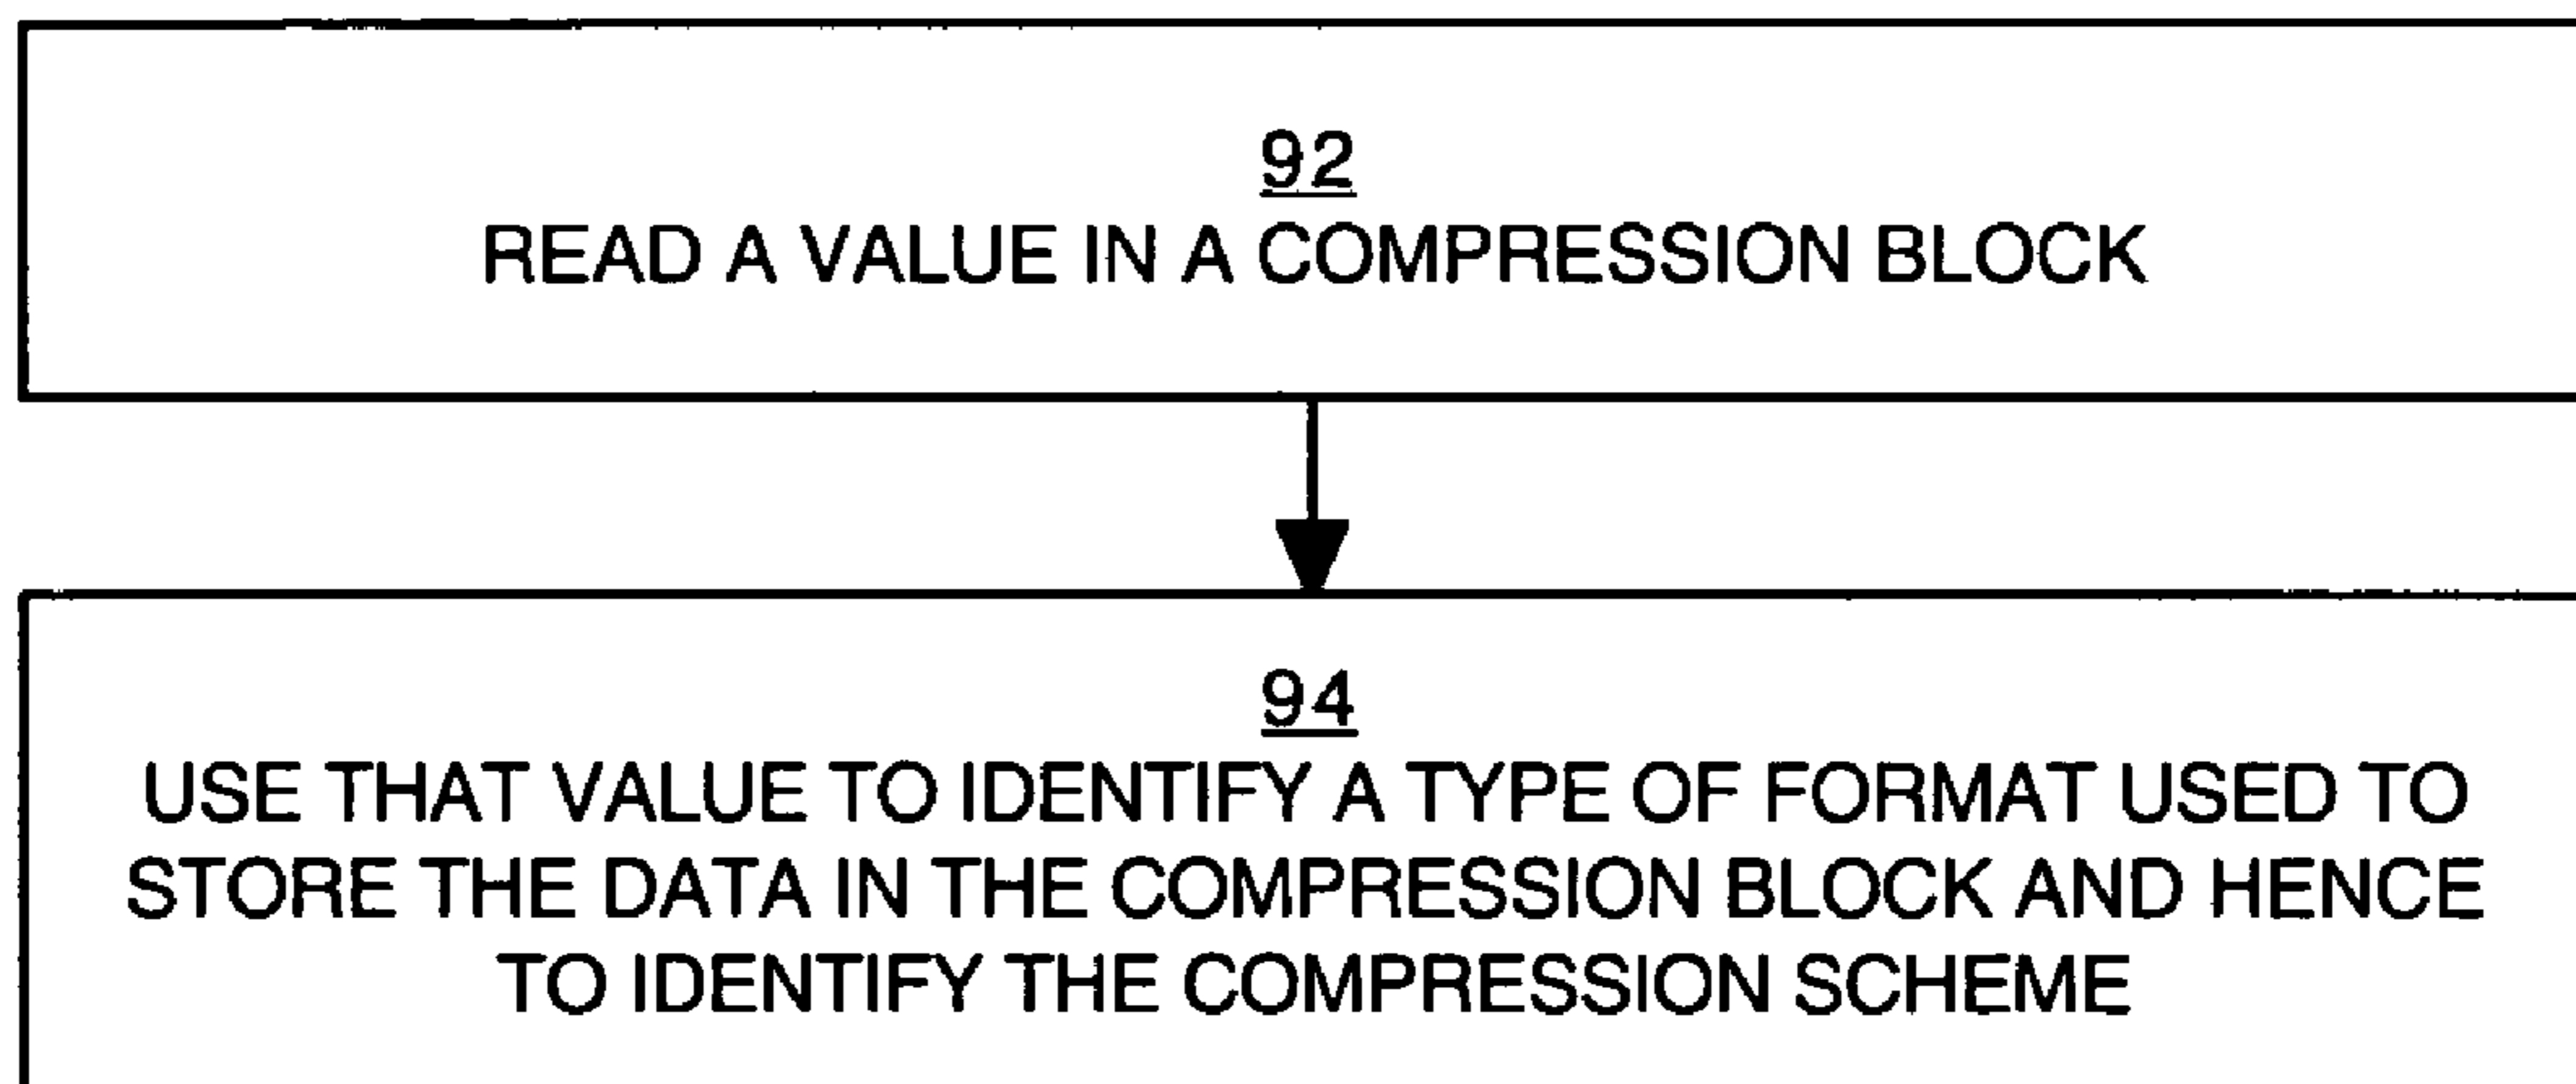 92
READ A VALUE IN A COMPRESSION BLOCK
94
USE THAT VALUE TO IDENTIFY A TYPE OF FORMAT USED TO
STORE THE DATA IN THE COMPRESSION BLOCK AND HENCE
TO IDENTIFY THE COMPRESSION SCHEME